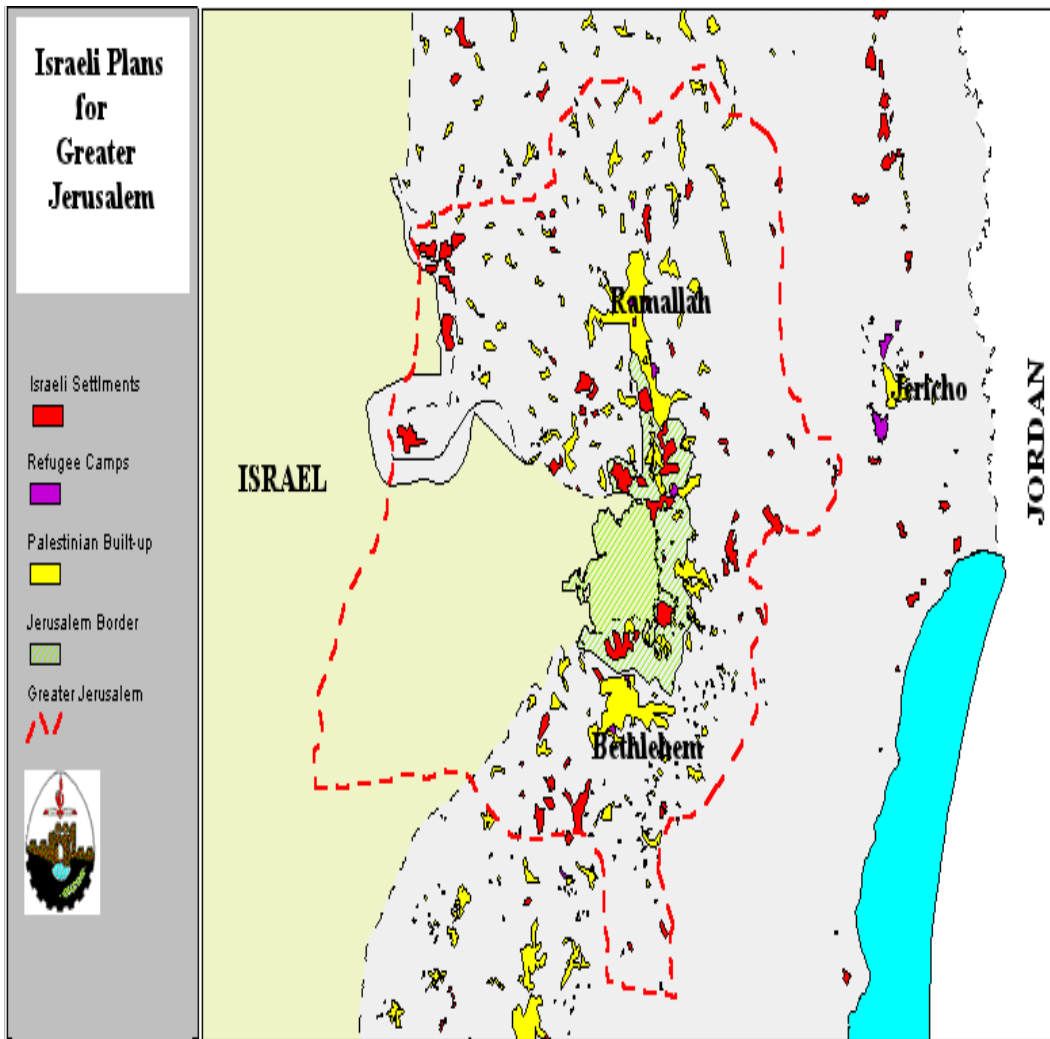 Israeli Plans
for
Greater
Jerusalem
Israeli Settlments
Refugee Camps
Palestinian Built-up
Jerusalem Border
Greater Jerusalem
Ramallah
Jericho
ISRAEL
JORDAN
Bethlehem